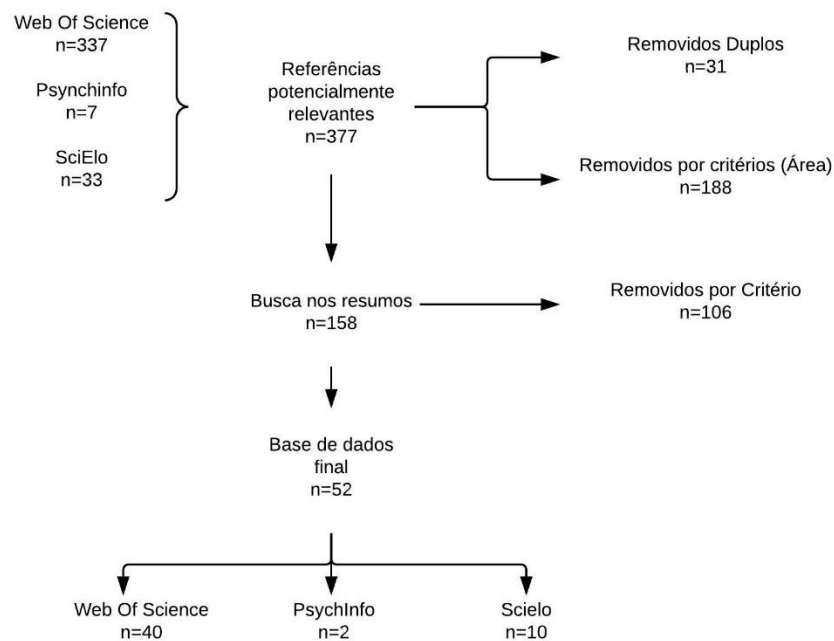 Web Of Science
n=337
Psynchinfo
n=7
SciElo
n=33
Referências
potencialmente
relevantes
n=377
Removidos Duplos
n=31
Removidos por critérios (Área)
n=188
Busca nos resumos
n=158
Removidos por Critério
n=106
Base de dados
final
n=52
Web Of Science
n=40
PsychInfo
n=2
Scielo
n=10